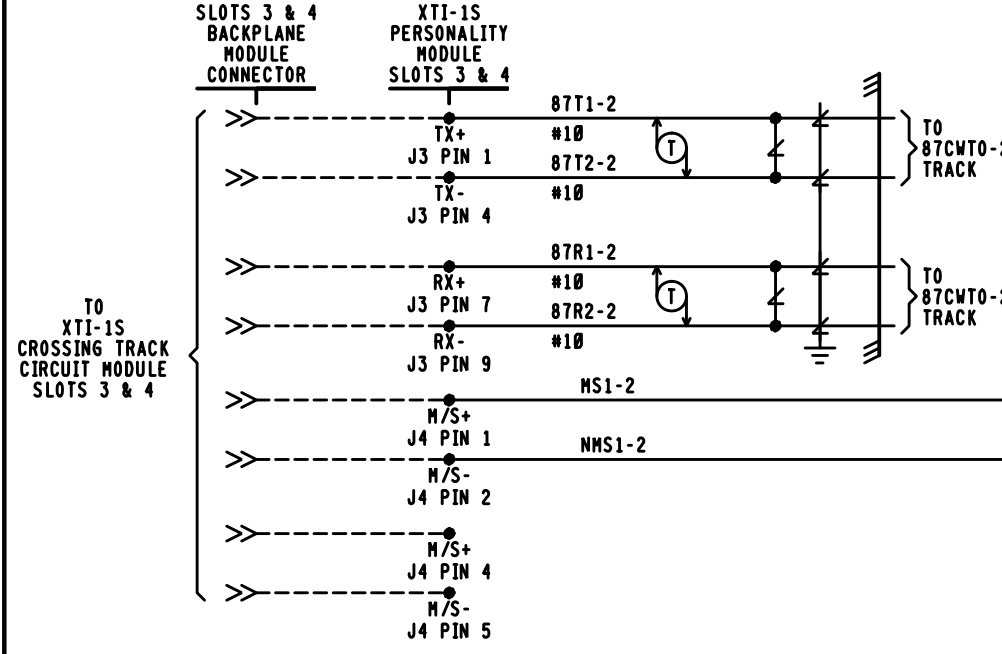 SLOTS 3 & 4
BACKPLANE
MODULE
CONNECTOR
XTI-1S
PERSONALITY
MODULE
SLOTS 3 & 4
87T1-2
TX+
#10
J3 PIN 1
T
87T2-2
TX-
#10
J3 PIN 4
TO
87CWTO-2
TRACK
87R1-2
RX+
#10
J3 PIN 7
T
87R2-2
RX-
#10
J3 PIN 9
TO
87CWTO-2
TRACK
TO
XTI-1S
CROSSING TRACK
CIRCUIT MODULE
SLOTS 3 & 4
MS1-2
M/S+
J4 PIN 1
NMS1-2
M/S-
J4 PIN 2
M/S+
J4 PIN 4
M/S-
J4 PIN 5